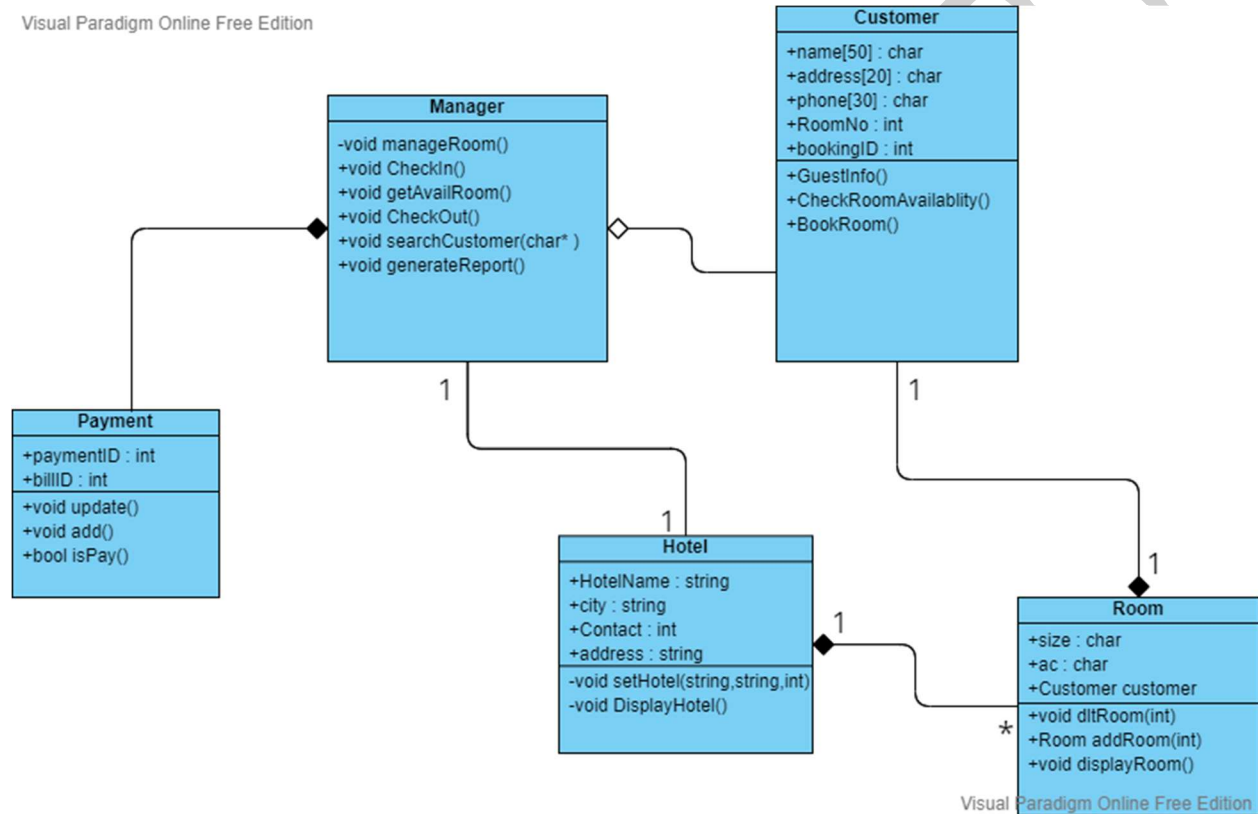 Visual Paradigm Online Free Edition
Customer
+name[50] : char
+address[20] : char
+phone[30] : char
+RoomNo : int
+bookingID : int
+GuestInfo()
+CheckRoomAvailablity()
+BookRoom()
Manager
-void manageRoom()
+void CheckIn()
+void getAvailRoom()
+void CheckOut()
+void searchCustomer(char* )
+void generateReport()
1
1
Payment
+paymentID : int
+billID : int
+void update()
+void add()
+bool isPay()
1
Hotel
+HotelName : string
+city : string
+Contact : int
+address : string
-void setHotel(string,string,int)
-void DisplayHotel()
1
*
1
Room
+size : char
+ac : char
+Customer customer
+void dltRoom(int)
+Room addRoom(int)
+void displayRoom()
Visual Paradigm Online Free Edition